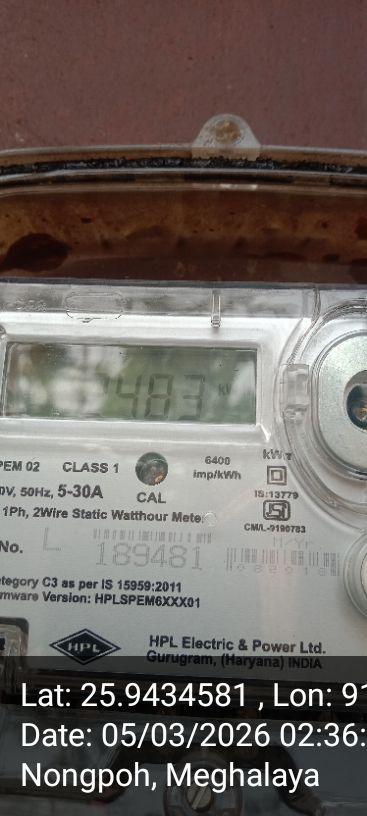 2483
PEM 02 CLASS 1
6400
imp/kWh
0V, 50Hz, 5-30A
CAL
IS:13779
1Ph, 2Wire Static Watthour Meter
CM/L-9190783
No. L 189481
ategory C3 as per IS 15959:2011
rmware Version: HPLSPEM6XXX01
HPL
HPL Electric & Power Ltd.
Gurugram, (Haryana) INDIA
Lat: 25.9434581 , Lon: 91
Date: 05/03/2026 02:36:
Nongpoh, Meghalaya